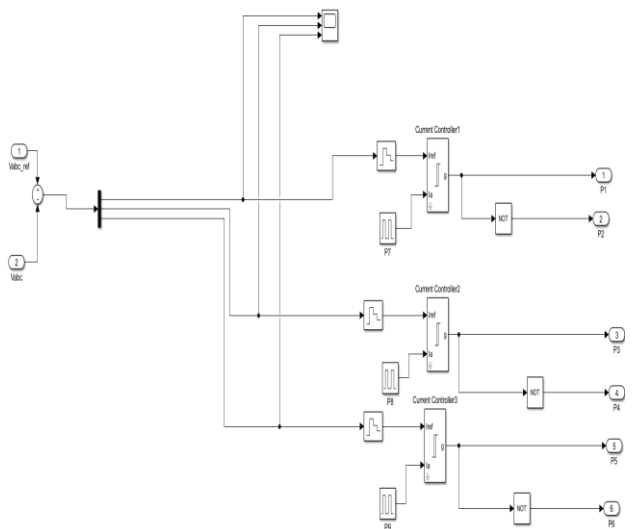 Current Controller1
1
Vabc_ref
Iref
g
Ia
1
P1
+
-
NOT
2
P2
P7
2
Vabc
Current Controller2
Iref
g
Ia
3
P3
NOT
4
P4
P8
Current Controller3
Iref
g
Ia
5
P5
NOT
6
P6
P9